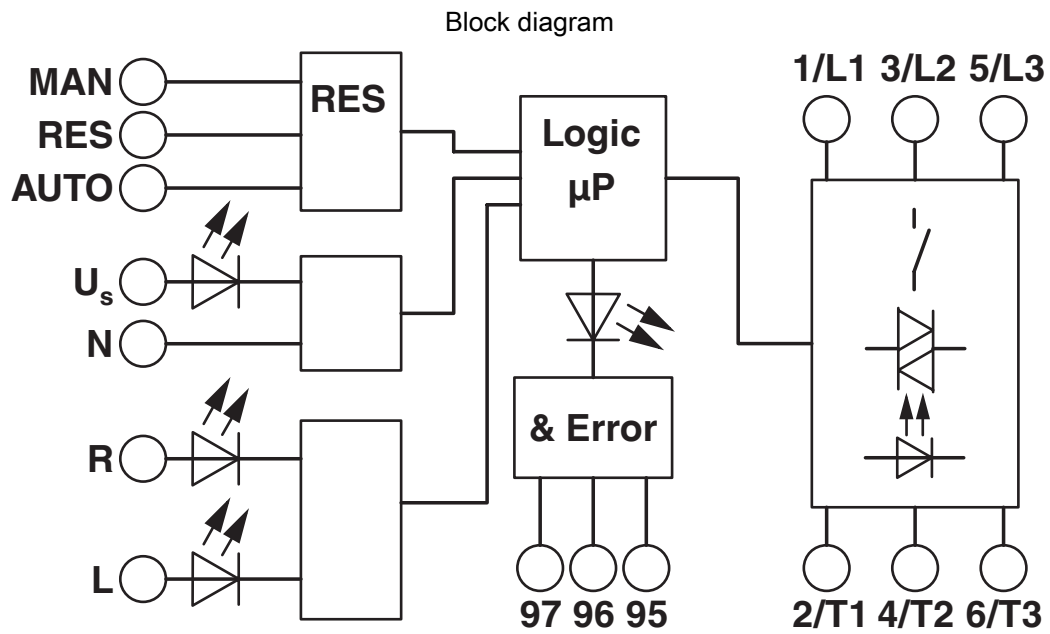 Block diagram
MAN
RES
AUTO
RES
U_s
N
R
L
Logic
µP
& Error
97 96 95
1/L1 3/L2 5/L3
2/T1 4/T2 6/T3